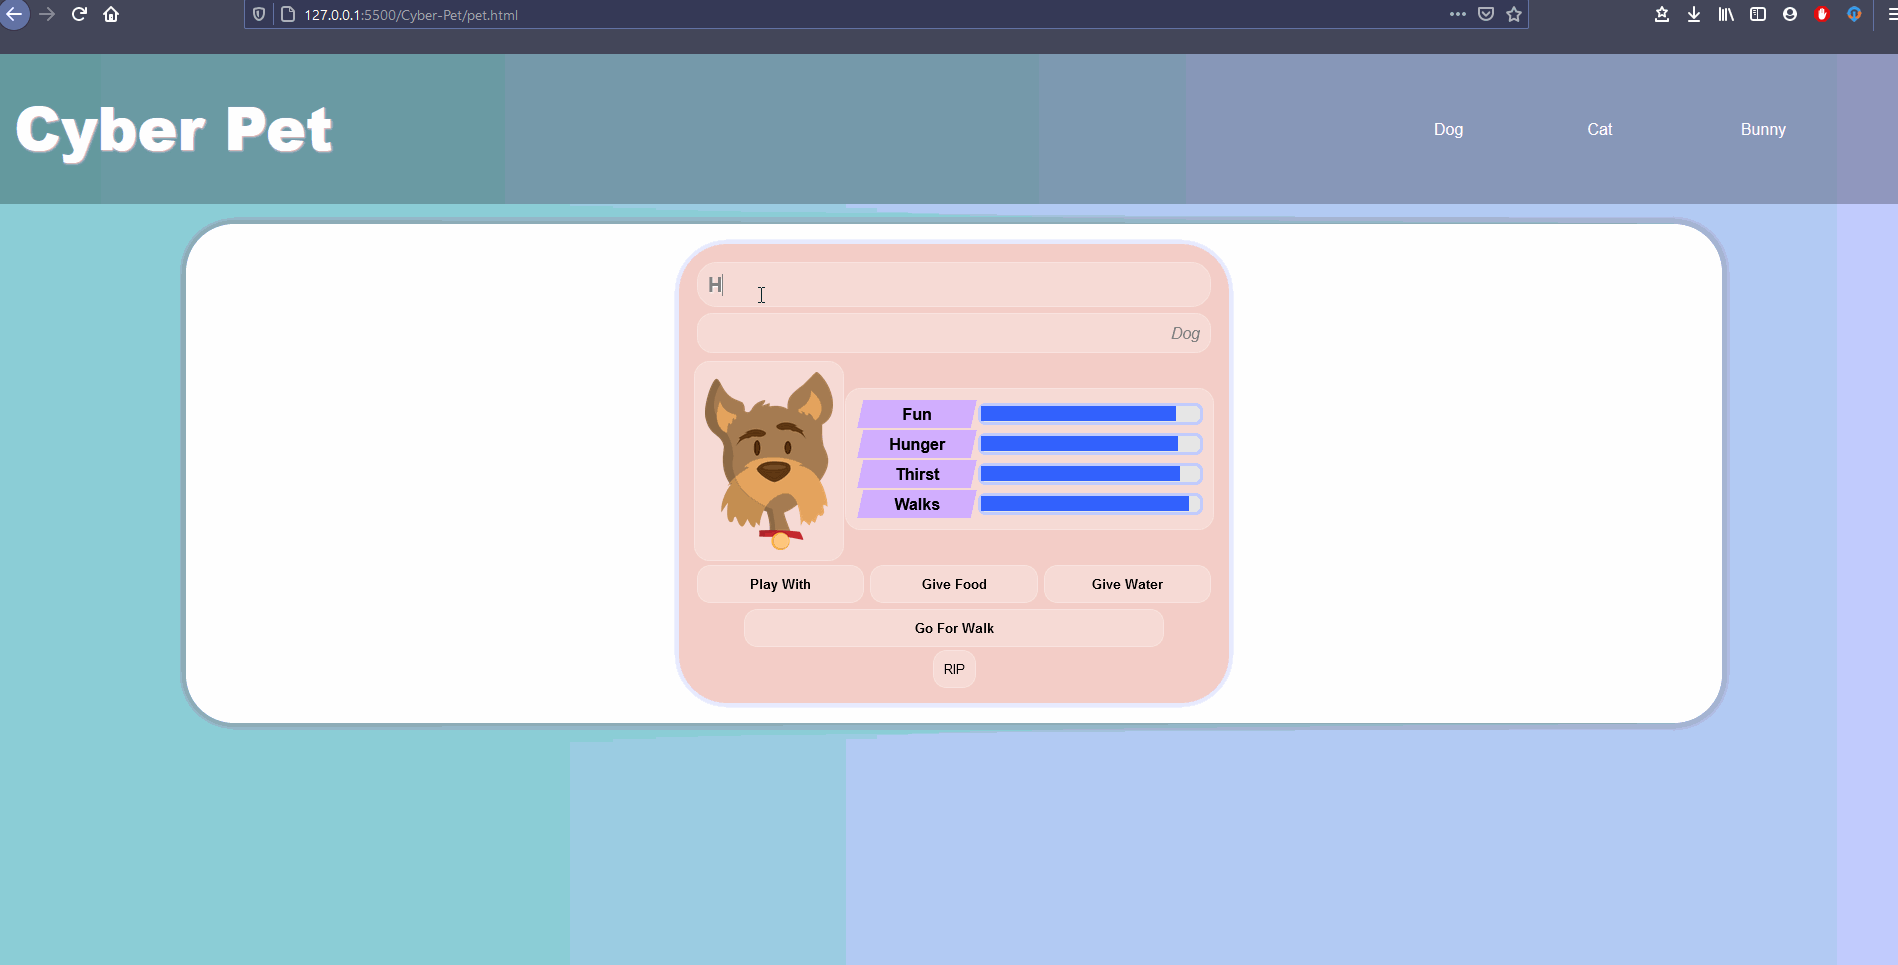 127.0.0.1:5500/Cyber-Pet/pet.html
Cyber Pet
Dog Cat Bunny
H
Dog
Fun
Hunger
Thirst
Walks
Play With Give Food Give Water
Go For Walk
RIP